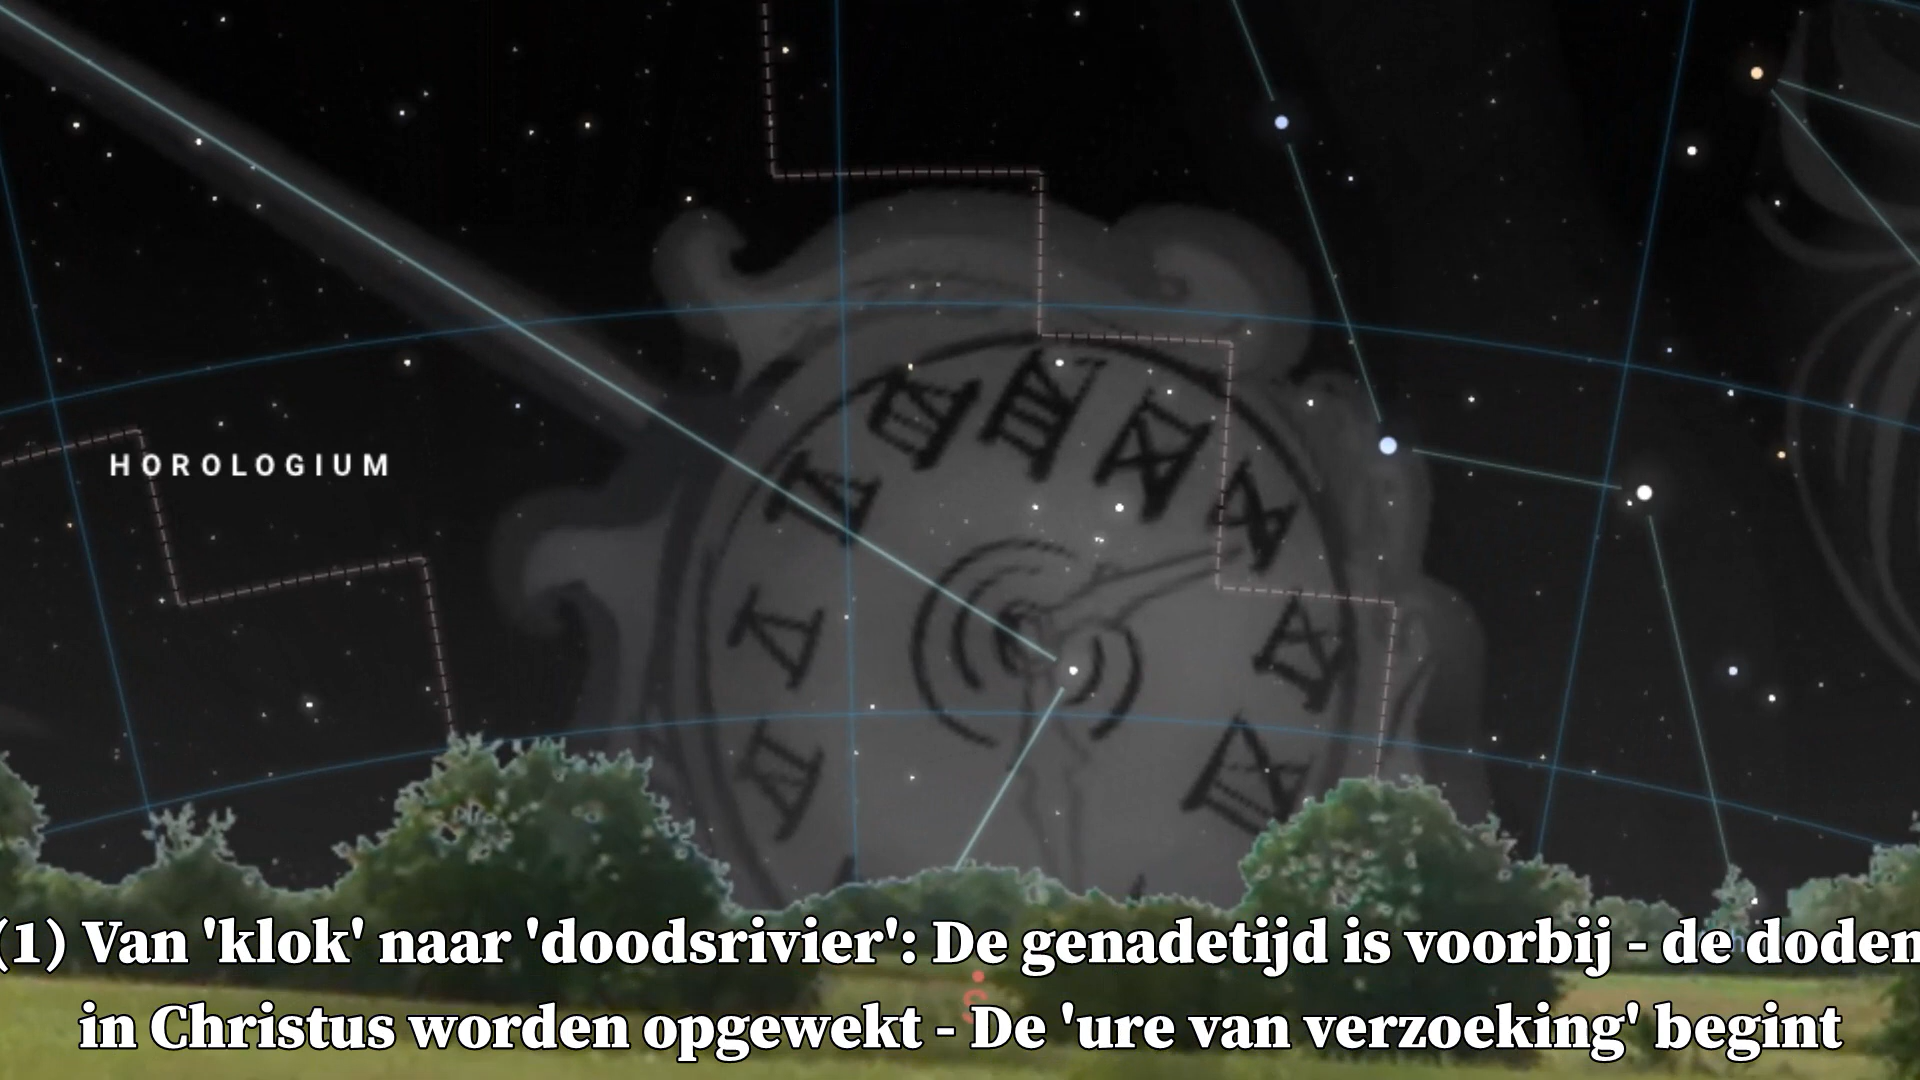 HOROLOGIUM
(1) Van 'klok' naar 'doodsrivier': De genadetijd is voorbij - de doden
in Christus worden opgewekt - De 'ure van verzoeking' begint